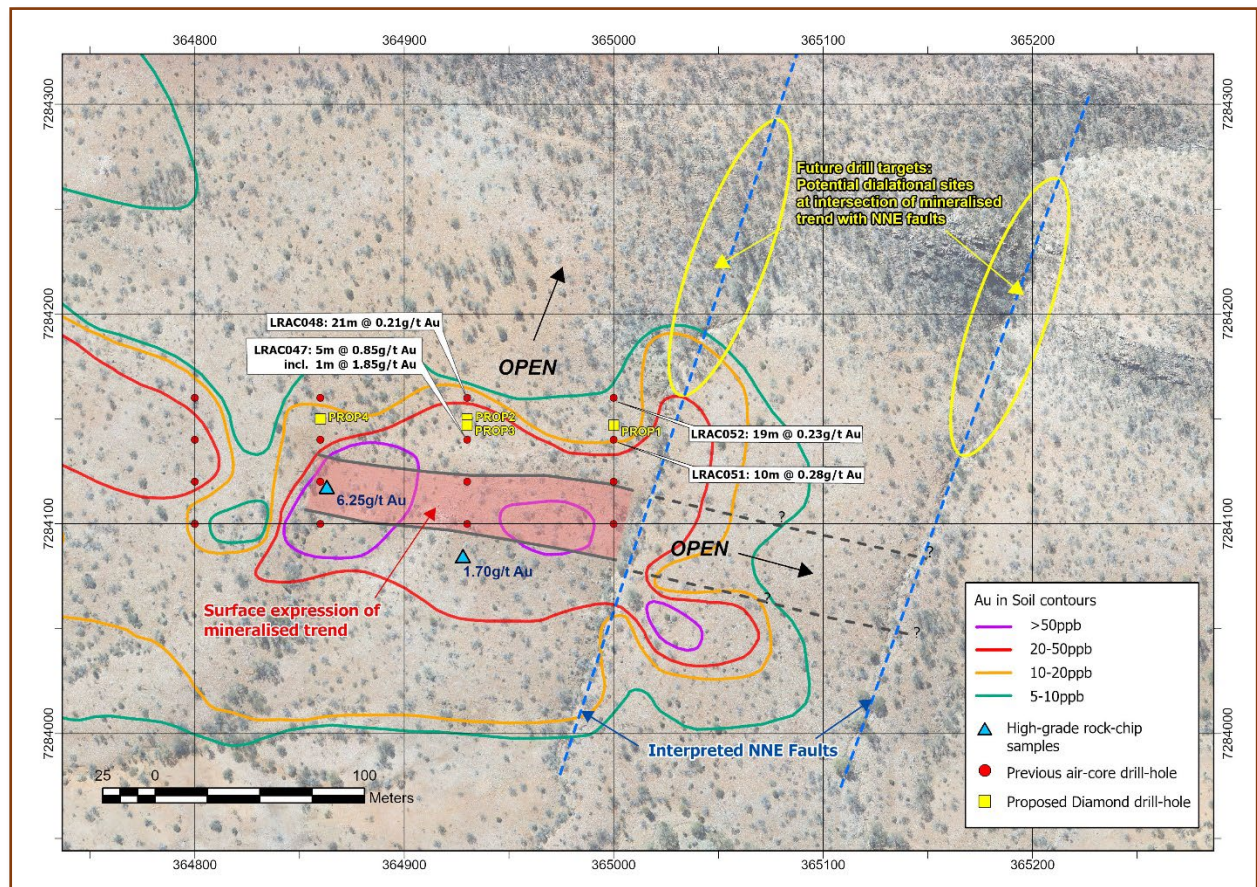 364800
364900
365000
365100
365200
7284300
7284300
Future drill targets:
Potential dialational sites
at intersection of mineralised
trend with NNE faults
7284200
7284200
LRAC048: 21m @ 0.21g/t Au
LRAC047: 5m @ 0.85g/t Au
incl. 1m @ 1.85g/t Au
OPEN
PROP4
PROP2
PROP3
PROP1
LRAC052: 19m @ 0.23g/t Au
LRAC051: 10m @ 0.28g/t Au
6.25g/t Au
7284100
7284100
?
OPEN
?
1.70g/t Au
?
?
Surface expression of
mineralised trend
Interpreted NNE Faults
7284000
7284000
25
0
100
Meters
Au in Soil contours
>50ppb
20-50ppb
10-20ppb
5-10ppb
High-grade rock-chip
samples
Previous air-core drill-hole
Proposed Diamond drill-hole
364800
364900
365000
365100
365200